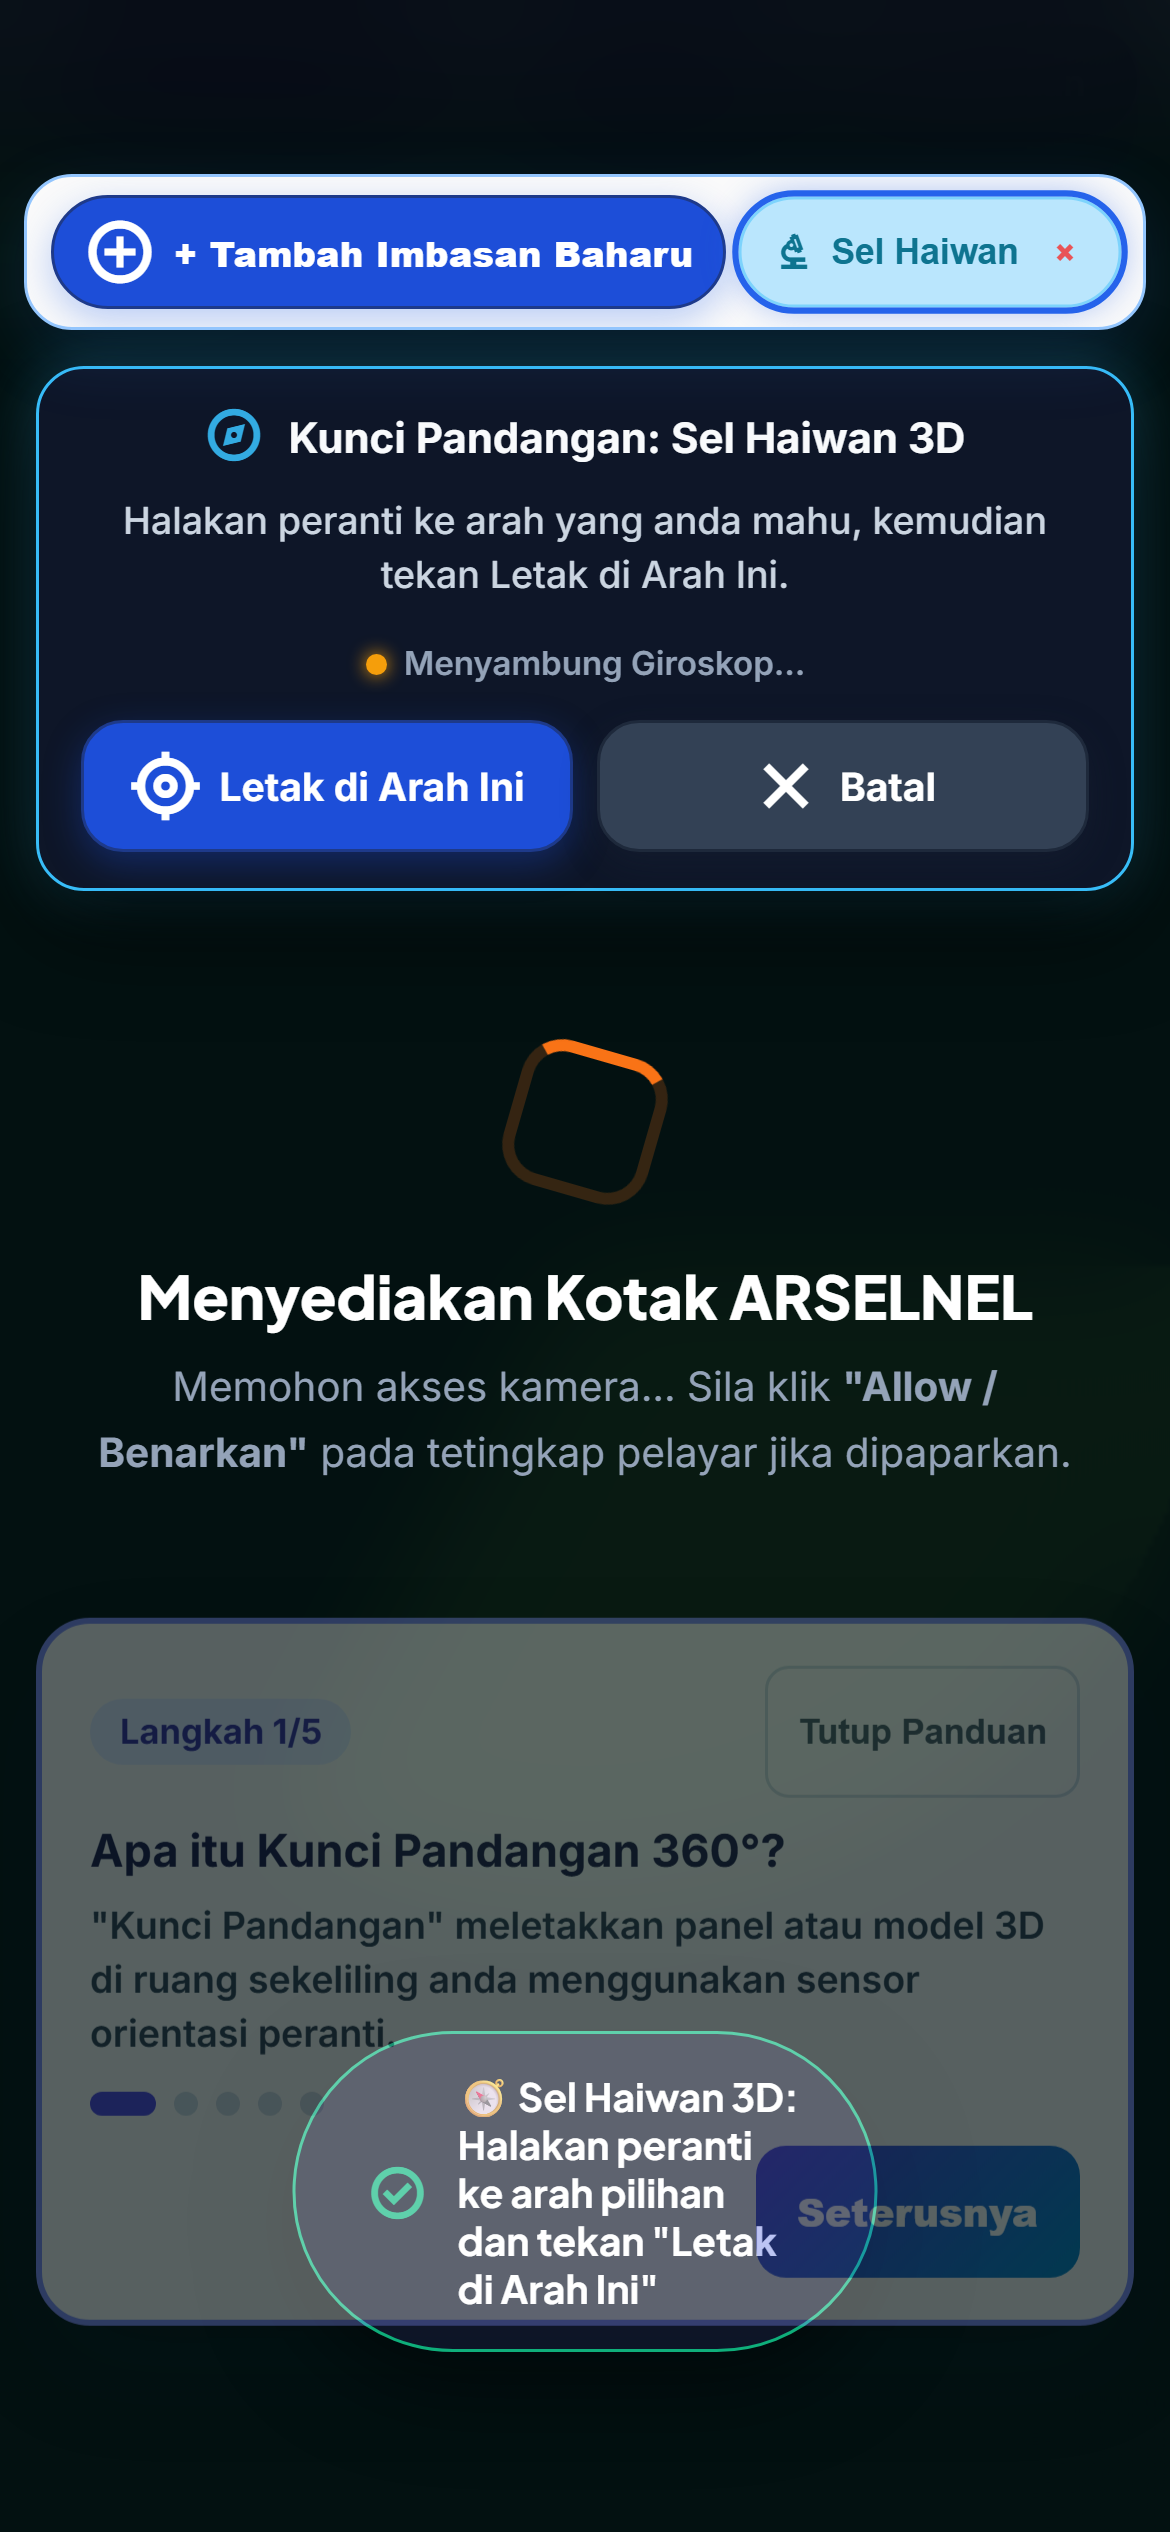 + Tambah Imbasan Baharu
Sel Haiwan ×
Kunci Pandangan: Sel Haiwan 3D
Halakan peranti ke arah yang anda mahu, kemudian
tekan Letak di Arah Ini.
Menyambung Giroskop...
Letak di Arah Ini
Batal
Menyediakan Kotak ARSELNEL
Memohon akses kamera... Sila klik "Allow /
Benarkan" pada tetingkap pelayar jika dipaparkan.
Langkah 1/5
Tutup Panduan
Apa itu Kunci Pandangan 360°?
"Kunci Pandangan" meletakkan panel atau model 3D
di ruang sekeliling anda menggunakan sensor
orientasi peranti.
🧭 Sel Haiwan 3D:
Halakan peranti
ke arah pilihan
dan tekan "Letak
di Arah Ini"
Seterusnya